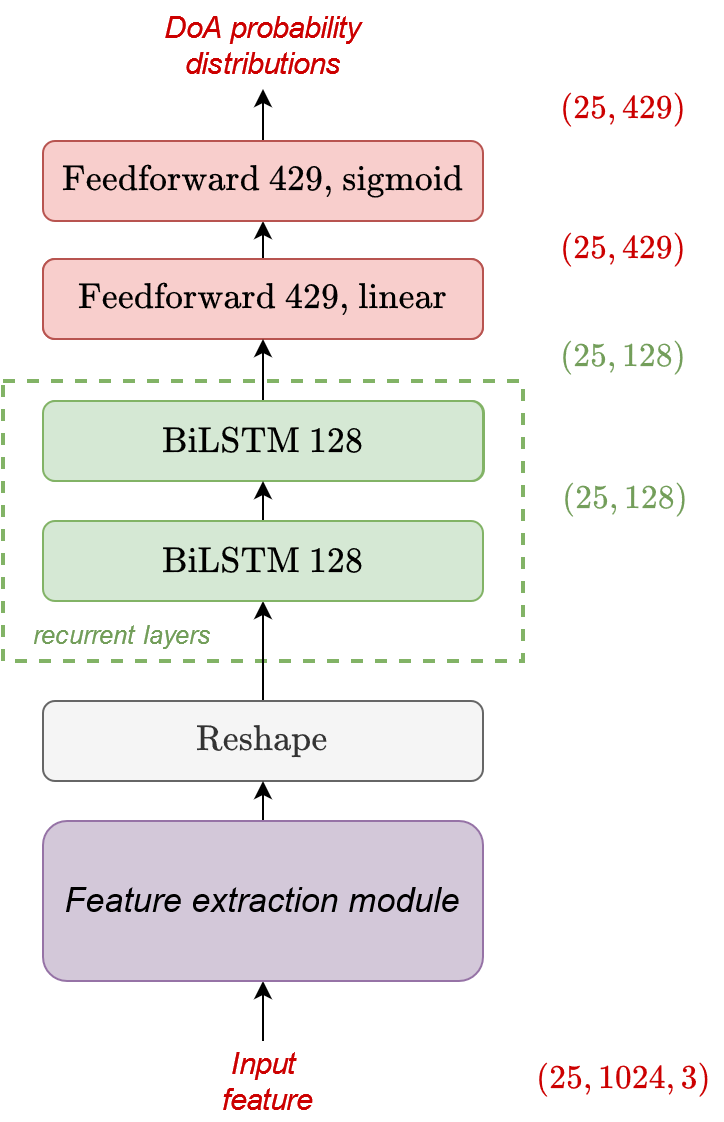 DoA probability
distributions
(25, 429)
Feedforward 429, sigmoid
(25, 429)
Feedforward 429, linear
(25, 128)
BiLSTM 128
(25, 128)
BiLSTM 128
recurrent layers
Reshape
Feature extraction module
Input
feature
(25, 1024, 3)